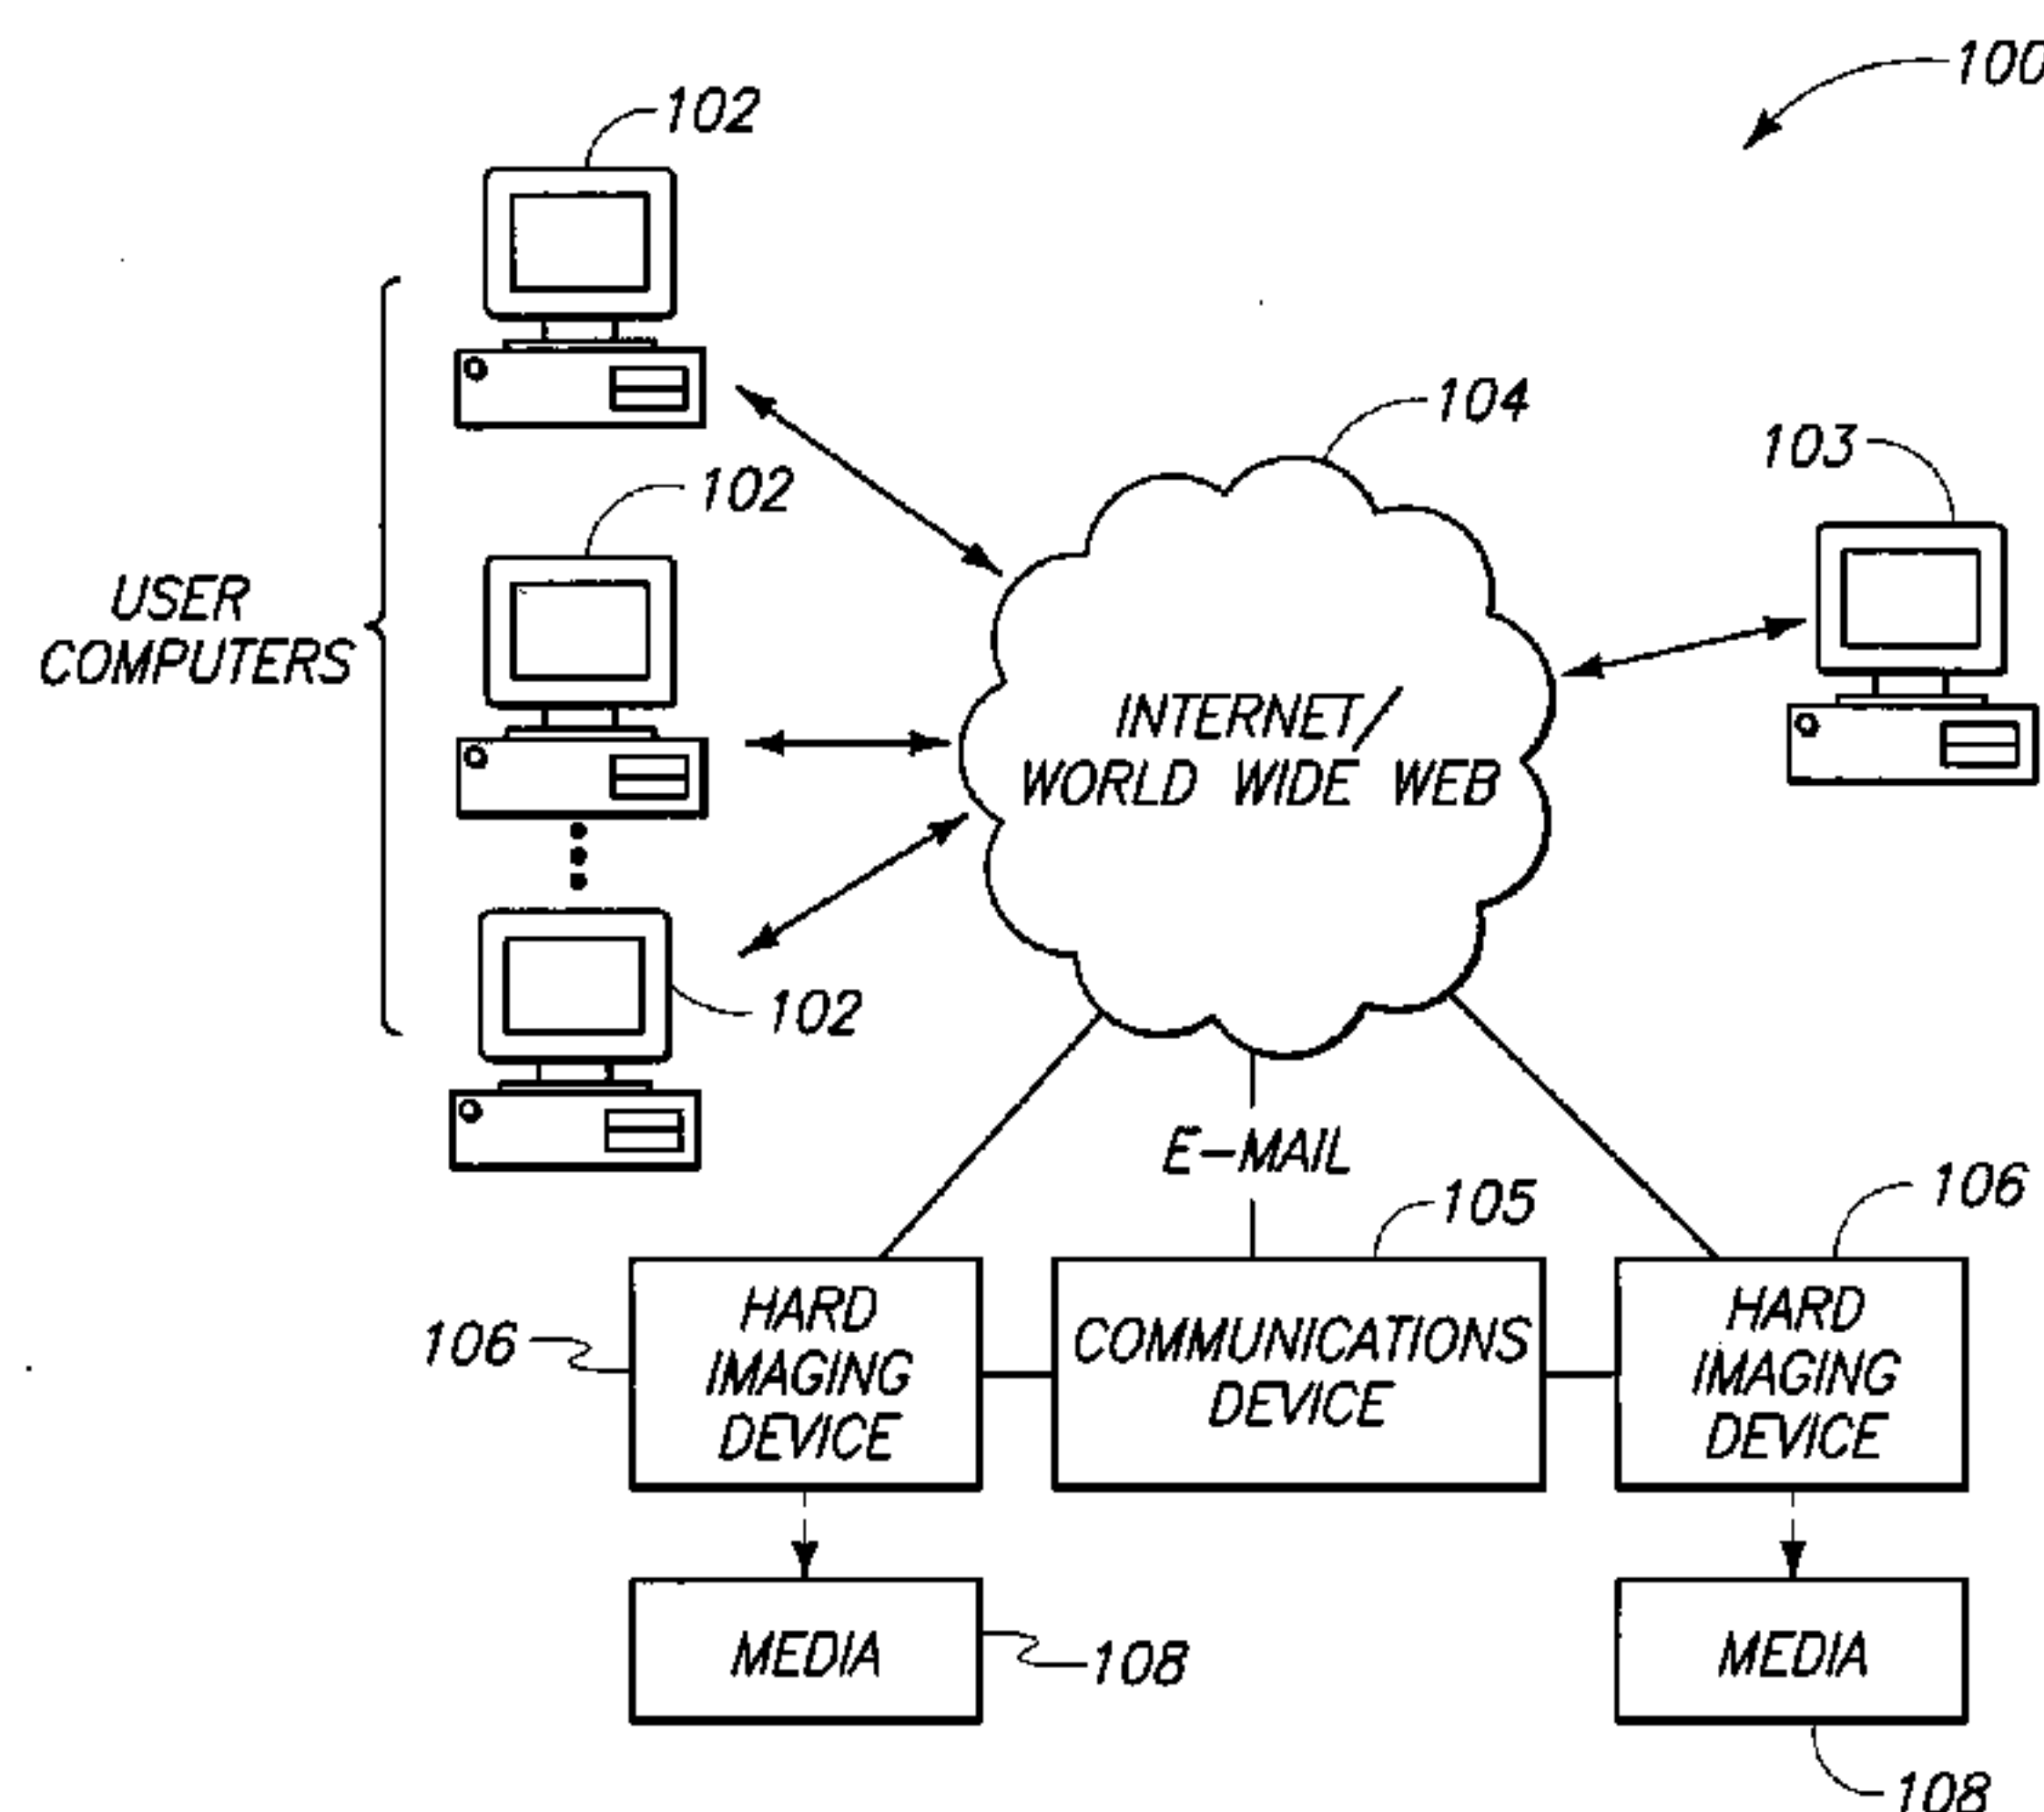 100
102
104
103
102
USER
COMPUTERS
INTERNET/
WORLD WIDE WEB
102
E-MAIL
105
106
106
HARD
IMAGING
DEVICE
COMMUNICATIONS
DEVICE
HARD
IMAGING
DEVICE
MEDIA
108
MEDIA
108